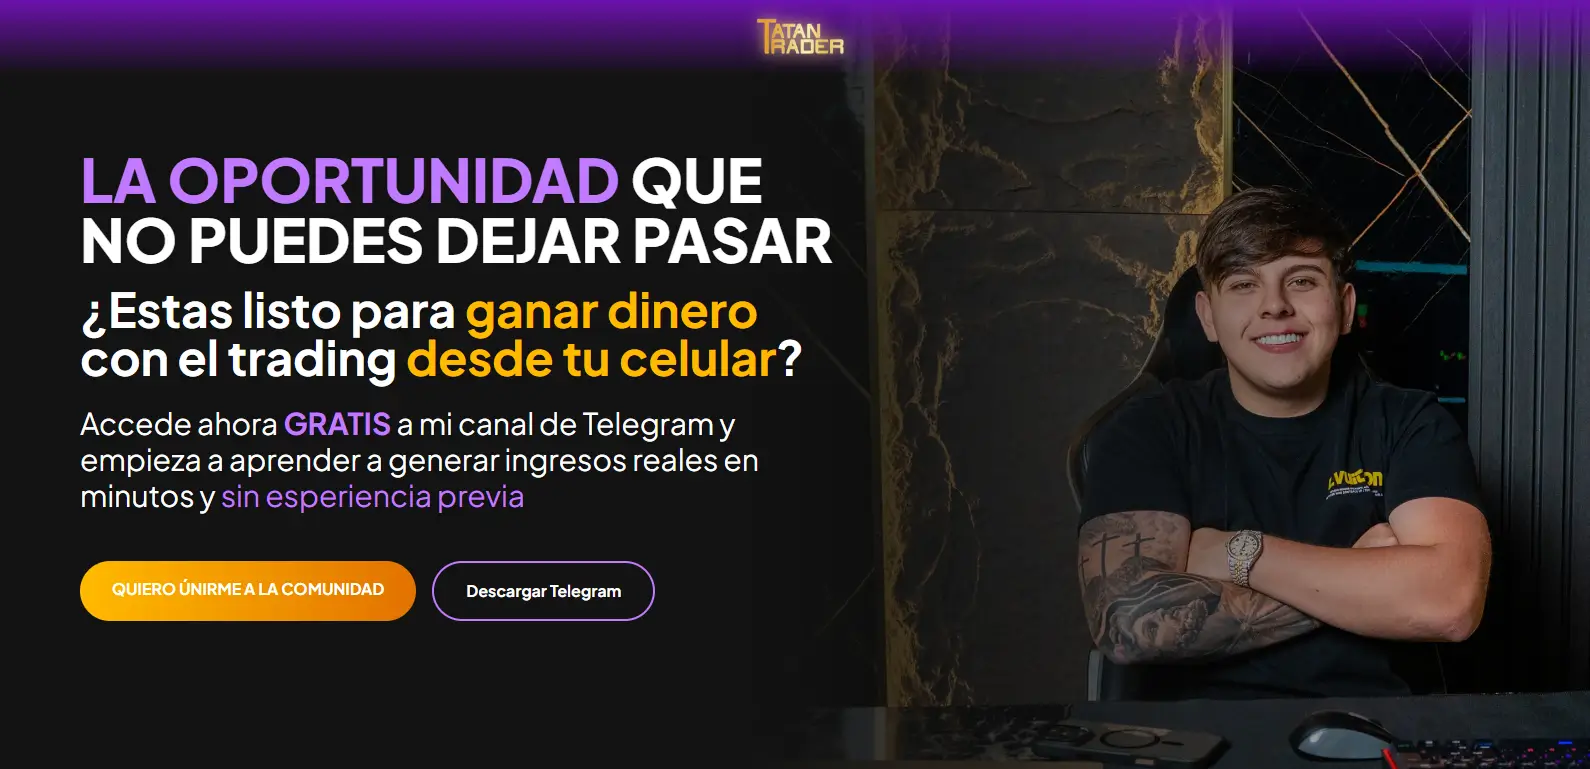 TATAN
TRADER
LA OPORTUNIDAD QUE
NO PUEDES DEJAR PASAR
¿Estas listo para ganar dinero
con el trading desde tu celular?
Accede ahora GRATIS a mi canal de Telegram y
empieza a aprender a generar ingresos reales en
minutos y sin esperiencia previa
QUIERO ÚNIRME A LA COMUNIDAD
Descargar Telegram